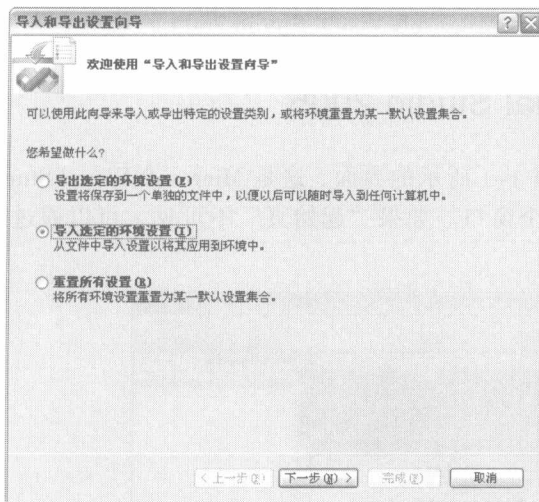 导入和导出设置向导
欢迎使用“导入和导出设置向导”
可以使用此向导来导入或导出特定的设置类别，或将环境重置为某一默认设置集合。
您希望做什么?
导出选定的环境设置(E)
设置将保存到一个单独的文件中，以便以后可以随时导入到任何计算机中。
导入选定的环境设置(I)
从文件中导入设置以将其应用到环境中。
重置所有设置(R)
将所有环境设置重置为某一默认设置集合。
< 上一步(P) 下一步(N) > 完成(F) 取消